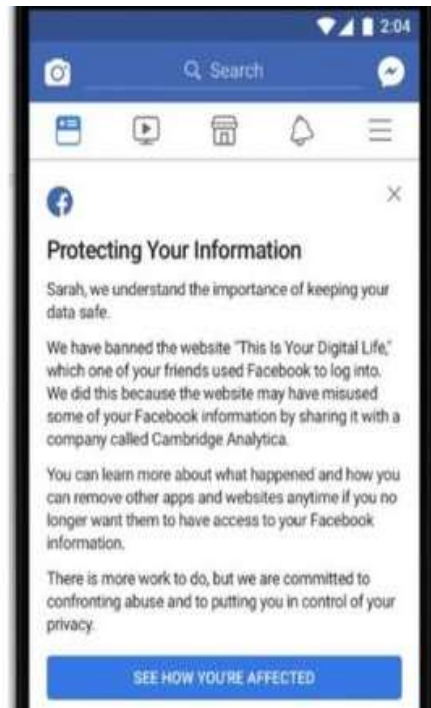 2:04
Search
Protecting Your Information
Sarah, we understand the importance of keeping your
data safe.
We have banned the website "This Is Your Digital Life,"
which one of your friends used Facebook to log into.
We did this because the website may have misused
some of your Facebook information by sharing it with a
company called Cambridge Analytica.
You can learn more about what happened and how you
can remove other apps and websites anytime if you no
longer want them to have access to your Facebook
information.
There is more work to do, but we are committed to
confronting abuse and to putting you in control of your
privacy.
SEE HOW YOU'RE AFFECTED